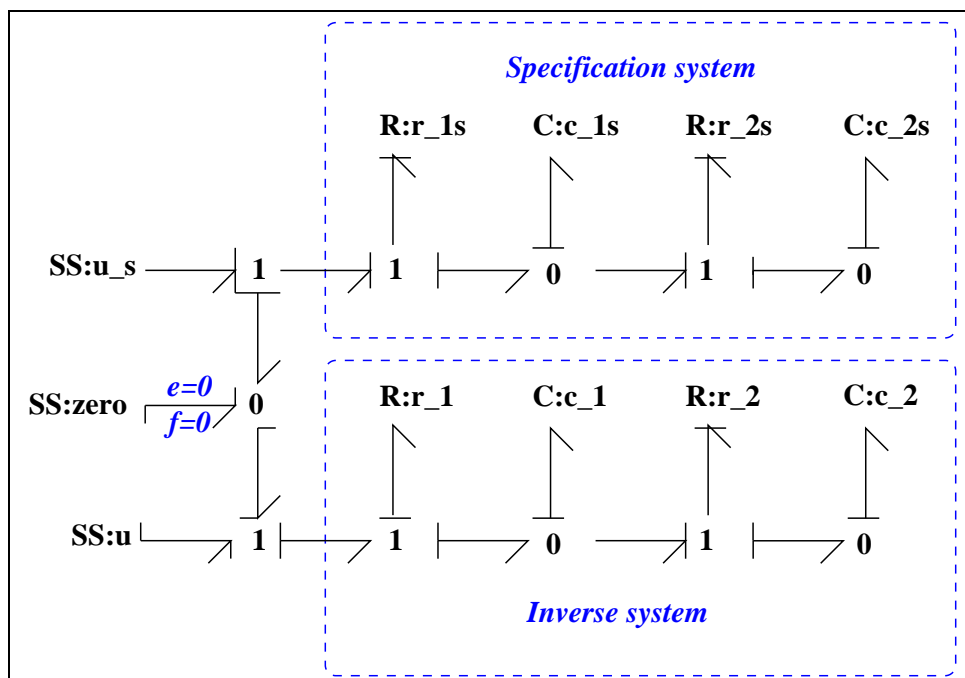 Specification system
R:r_1s C:c_1s R:r_2s C:c_2s
SS:u_s 1 1 0 1 0
SS:zero e=0 f=0 0
R:r_1 C:c_1 R:r_2 C:c_2
SS:u 1 1 0 1 0
Inverse system